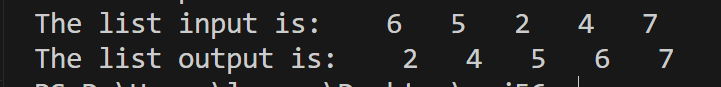 The list input is:    6   5   2   4   7
The list output is:    2   4   5   6   7